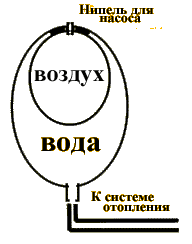 Нипель для
насоса
воздух
вода
К системе
отопления